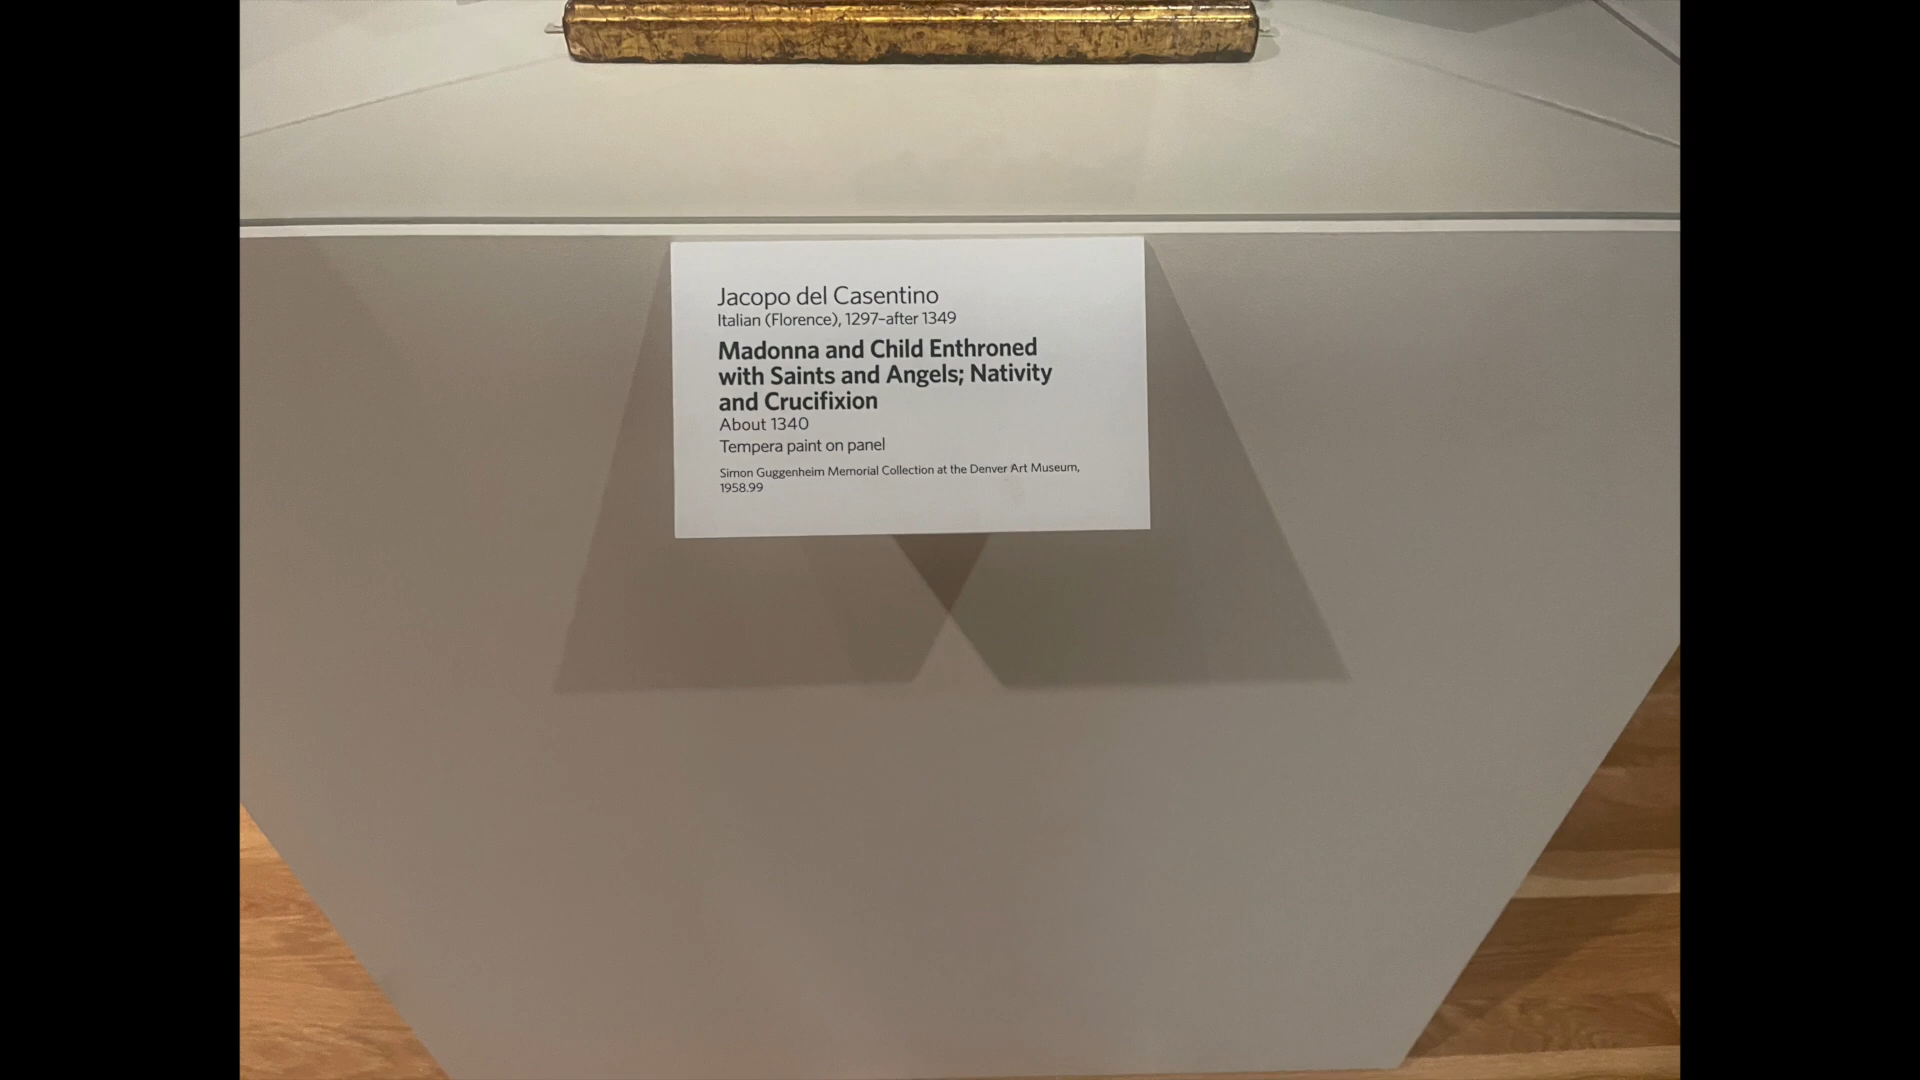 Jacopo del Casentino
Italian (Florence), 1297–after 1349
Madonna and Child Enthroned
with Saints and Angels; Nativity
and Crucifixion
About 1340
Tempera paint on panel
Simon Guggenheim Memorial Collection at the Denver Art Museum,
1958.99